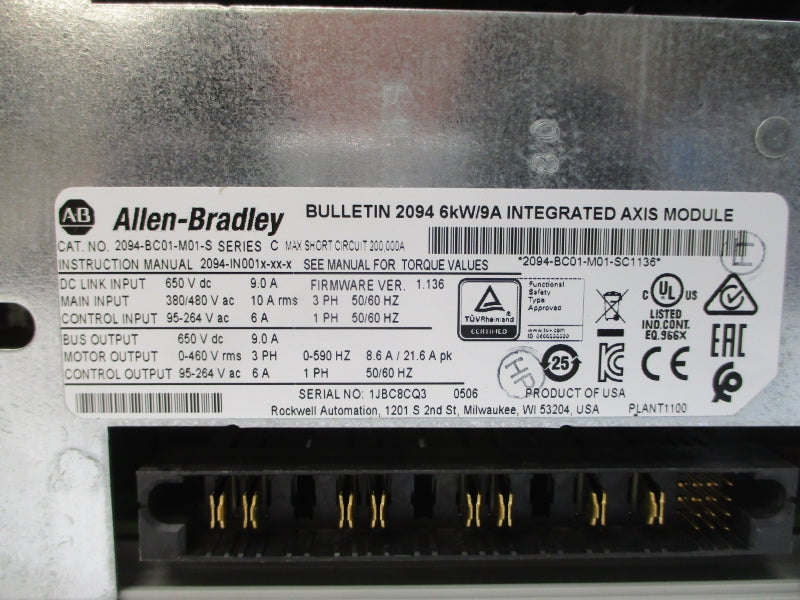 AB Allen-Bradley BULLETIN 2094 6kW/9A INTEGRATED AXIS MODULE
CAT. NO. 2094-BC01-M01-S SERIES C MAX SHORT CIRCUIT 200,000A
INSTRUCTION MANUAL 2094-IN001x-xx-x SEE MANUAL FOR TORQUE VALUES *2094-BC01-M01-SC1136*
DC LINK INPUT 650 V dc 9.0 A FIRMWARE VER. 1.136
MAIN INPUT 380/480 V ac 10 A rms 3 PH 50/60 HZ
CONTROL INPUT 95-264 V ac 6 A 1 PH 50/60 HZ
BUS OUTPUT 650 V dc 9.0 A
MOTOR OUTPUT 0-460 V rms 3 PH 0-590 HZ 8.6 A / 21.6 A pk
CONTROL OUTPUT 95-264 V ac 6 A 1 PH 50/60 HZ
TÜVRheinland
CERTIFIED
Functional
Safety
Type
Approved
www.tuv.com
C UL US
LISTED
IND.CONT.
EQ.966X
EAC
25
CE
HP
SERIAL NO: 1JBC8CQ3 0506 PRODUCT OF USA
Rockwell Automation, 1201 S 2nd St, Milwaukee, WI 53204, USA PLANT1100